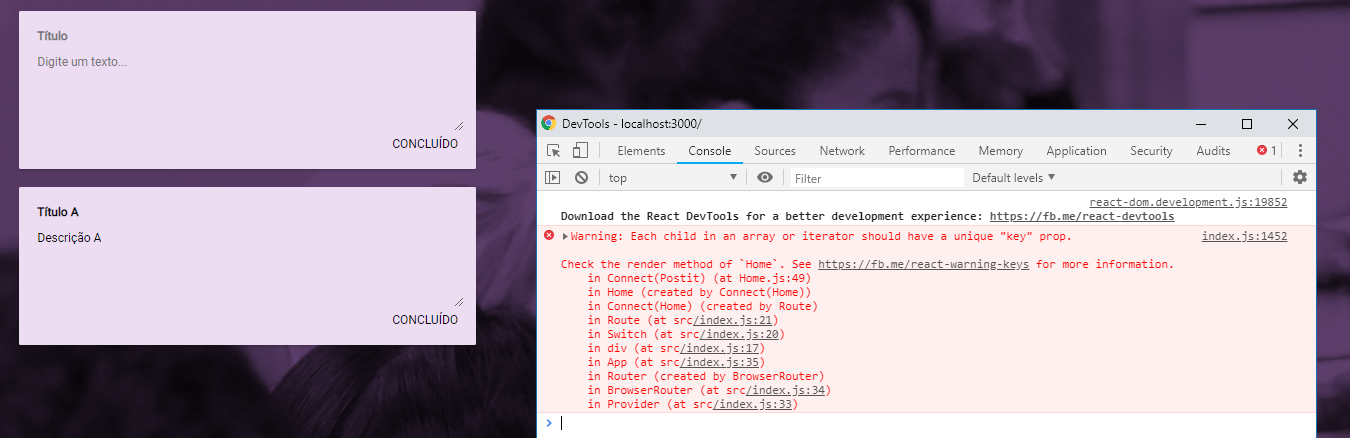 Título
Digite um texto...
CONCLUÍDO
Título A
Descrição A
CONCLUÍDO
DevTools - localhost:3000/
Elements Console Sources Network Performance Memory Application Security Audits 1
top Filter Default levels
react-dom.development.js:19852
Download the React DevTools for a better development experience: https://fb.me/react-devtools
Warning: Each child in an array or iterator should have a unique "key" prop. index.js:1452
Check the render method of `Home`. See https://fb.me/react-warning-keys for more information.
in Connect(Postit) (at Home.js:49)
in Home (created by Connect(Home))
in Connect(Home) (created by Route)
in Route (at src/index.js:21)
in Switch (at src/index.js:20)
in div (at src/index.js:17)
in App (at src/index.js:35)
in Router (created by BrowserRouter)
in BrowserRouter (at src/index.js:34)
in Provider (at src/index.js:33)